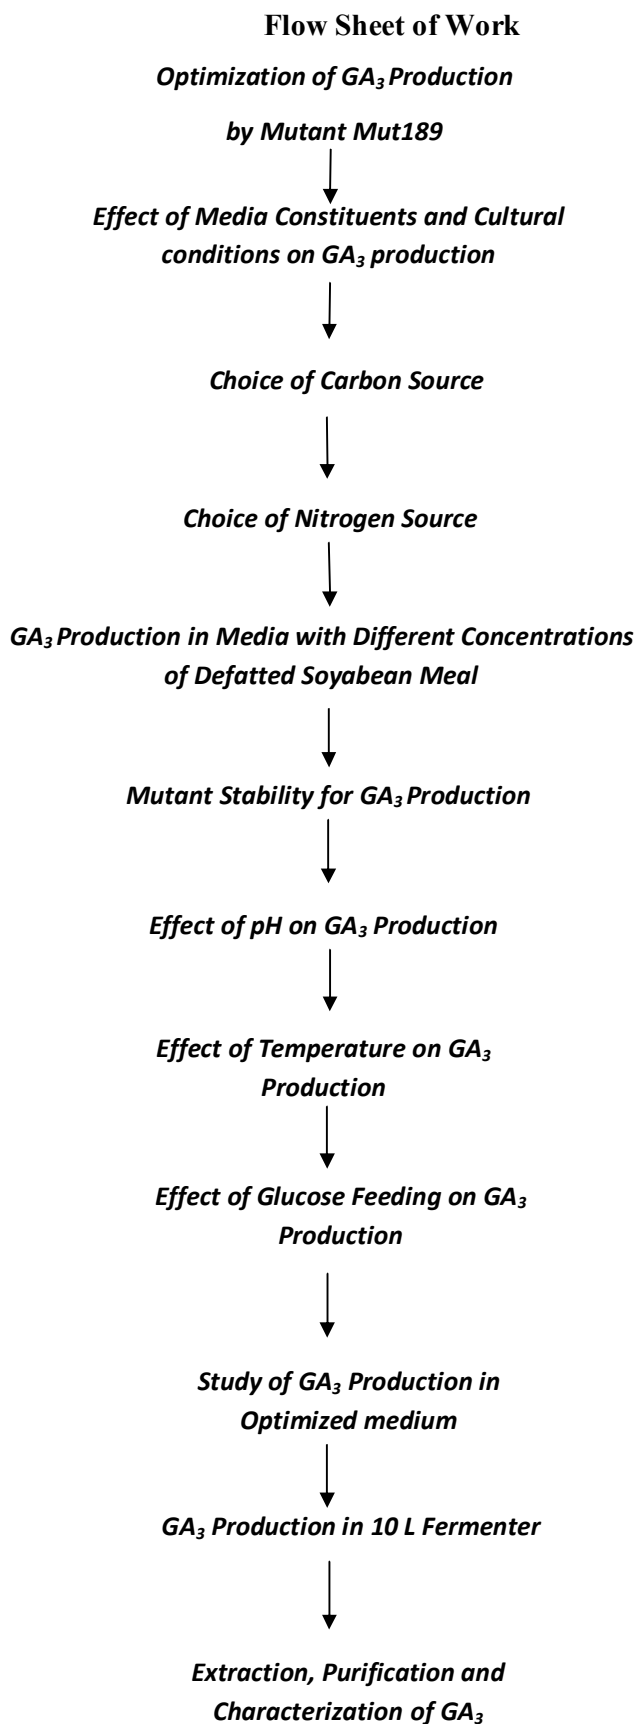 Flow Sheet of Work
Optimization of GA₃ Production
by Mutant Mut189
Effect of Media Constituents and Cultural
conditions on GA₃ production
Choice of Carbon Source
Choice of Nitrogen Source
GA₃ Production in Media with Different Concentrations
of Defatted Soyabean Meal
Mutant Stability for GA₃ Production
Effect of pH on GA₃ Production
Effect of Temperature on GA₃
Production
Effect of Glucose Feeding on GA₃
Production
Study of GA₃ Production in
Optimized medium
GA₃ Production in 10 L Fermenter
Extraction, Purification and
Characterization of GA₃